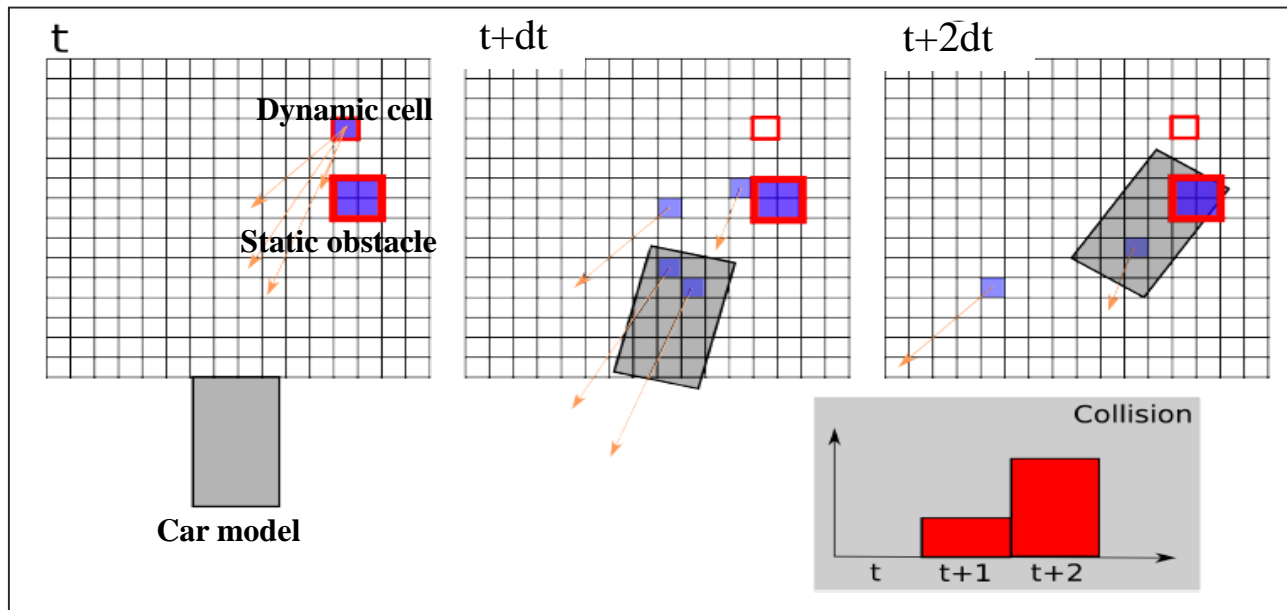 t
t+dt
t+2dt
Dynamic cell
Static obstacle
Car model
Collision
t
t+1
t+2